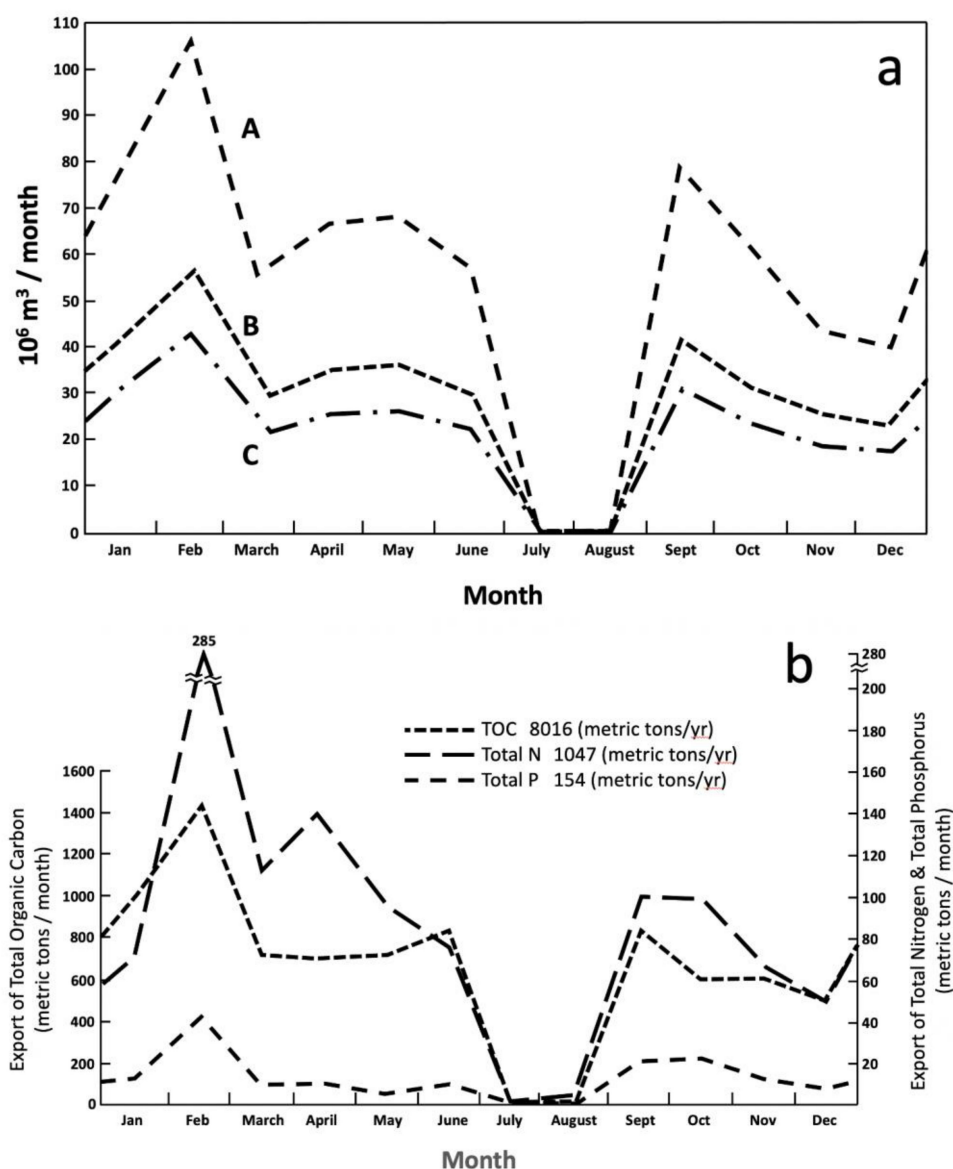 a
110
100
90
80
70
60
50
40
30
20
10
0
10⁶ m³ / month
A
B
C
Jan Feb March April May June July August Sept Oct Nov Dec
Month
b
285
TOC 8016 (metric tons/yr)
Total N 1047 (metric tons/yr)
Total P 154 (metric tons/yr)
1600
1400
1200
1000
800
600
400
200
0
Export of Total Organic Carbon
(metric tons / month)
280
200
180
160
140
120
100
80
60
40
20
Export of Total Nitrogen & Total Phosphorus
(metric tons / month)
Jan Feb March April May June July August Sept Oct Nov Dec
Month